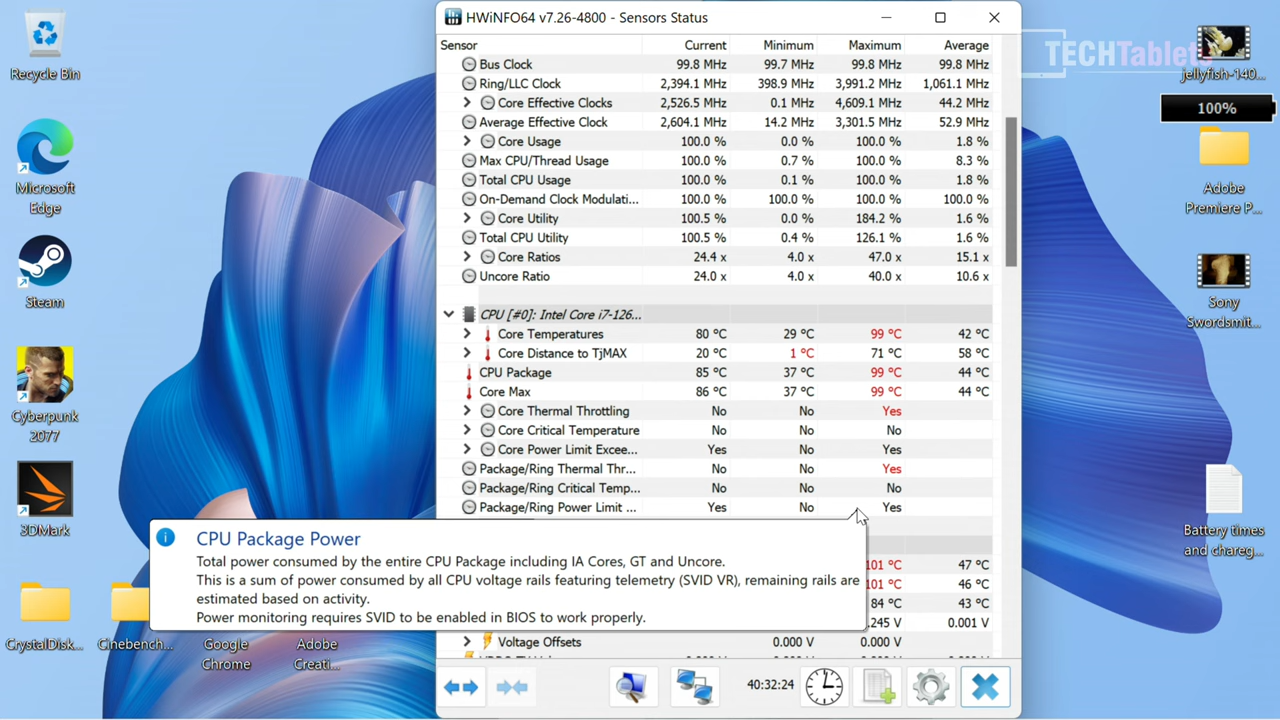 HWiNFO64 v7.26-4800 - Sensors Status
Sensor Current Minimum Maximum Average
Bus Clock 99.8 MHz 99.7 MHz 99.8 MHz 99.8 MHz
Ring/LLC Clock 2,394.1 MHz 398.9 MHz 3,991.2 MHz 1,061.1 MHz
Core Effective Clocks 2,526.5 MHz 0.1 MHz 4,609.1 MHz 44.2 MHz
Average Effective Clock 2,604.1 MHz 14.2 MHz 3,301.5 MHz 52.9 MHz
Core Usage 100.0 % 0.0 % 100.0 % 1.8 %
Max CPU/Thread Usage 100.0 % 0.7 % 100.0 % 8.3 %
Total CPU Usage 100.0 % 0.1 % 100.0 % 1.8 %
On-Demand Clock Modulati... 100.0 % 100.0 % 100.0 % 100.0 %
Core Utility 100.5 % 0.0 % 184.2 % 1.6 %
Total CPU Utility 100.5 % 0.4 % 126.1 % 1.6 %
Core Ratios 24.4 x 4.0 x 47.0 x 15.1 x
Uncore Ratio 24.0 x 4.0 x 40.0 x 10.6 x
CPU [#0]: Intel Core i7-126...
Core Temperatures 80 °C 29 °C 99 °C 42 °C
Core Distance to TjMAX 20 °C 1 °C 71 °C 58 °C
CPU Package 85 °C 37 °C 99 °C 44 °C
Core Max 86 °C 37 °C 99 °C 44 °C
Core Thermal Throttling No No Yes
Core Critical Temperature No No No
Core Power Limit Excee... Yes No Yes
Package/Ring Thermal Thr... No No Yes
Package/Ring Critical Temp... No No No
Package/Ring Power Limit ... Yes No Yes
CPU Package Power
Total power consumed by the entire CPU Package including IA Cores, GT and Uncore.
This is a sum of power consumed by all CPU voltage rails featuring telemetry (SVID VR), remaining rails are
estimated based on activity.
Power monitoring requires SVID to be enabled in BIOS to work properly.
101 °C 47 °C
101 °C 46 °C
84 °C 43 °C
.245 V 0.001 V
Voltage Offsets 0.000 V 0.000 V
40:32:24
Recycle Bin
Microsoft
Edge
Steam
Cyberpunk
2077
3DMark
CrystalDisk...
Cinebench...
Google
Chrome
Adobe
Creati...
TECHTablets
jellyfish-140...
100%
Adobe
Premiere P...
Sony
Swordsmit...
Battery times
and chareg...